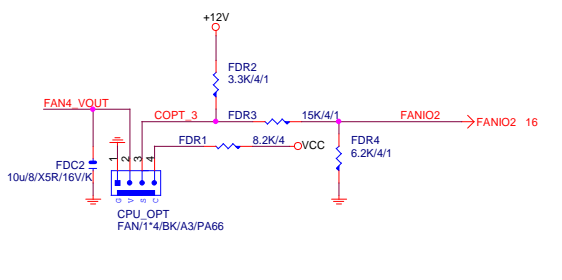 +12V
FDR2
3.3K/4/1
FAN4_VOUT
COPT_3
FDR3
15K/4/1
FANIO2
FANIO2 16
FDR1
8.2K/4
VCC
FDR4
6.2K/4/1
FDC2
10u/8/X5R/16V/K
1
2
3
4
G
V
S
C
CPU_OPT
FAN/1*4/BK/A3/PA66